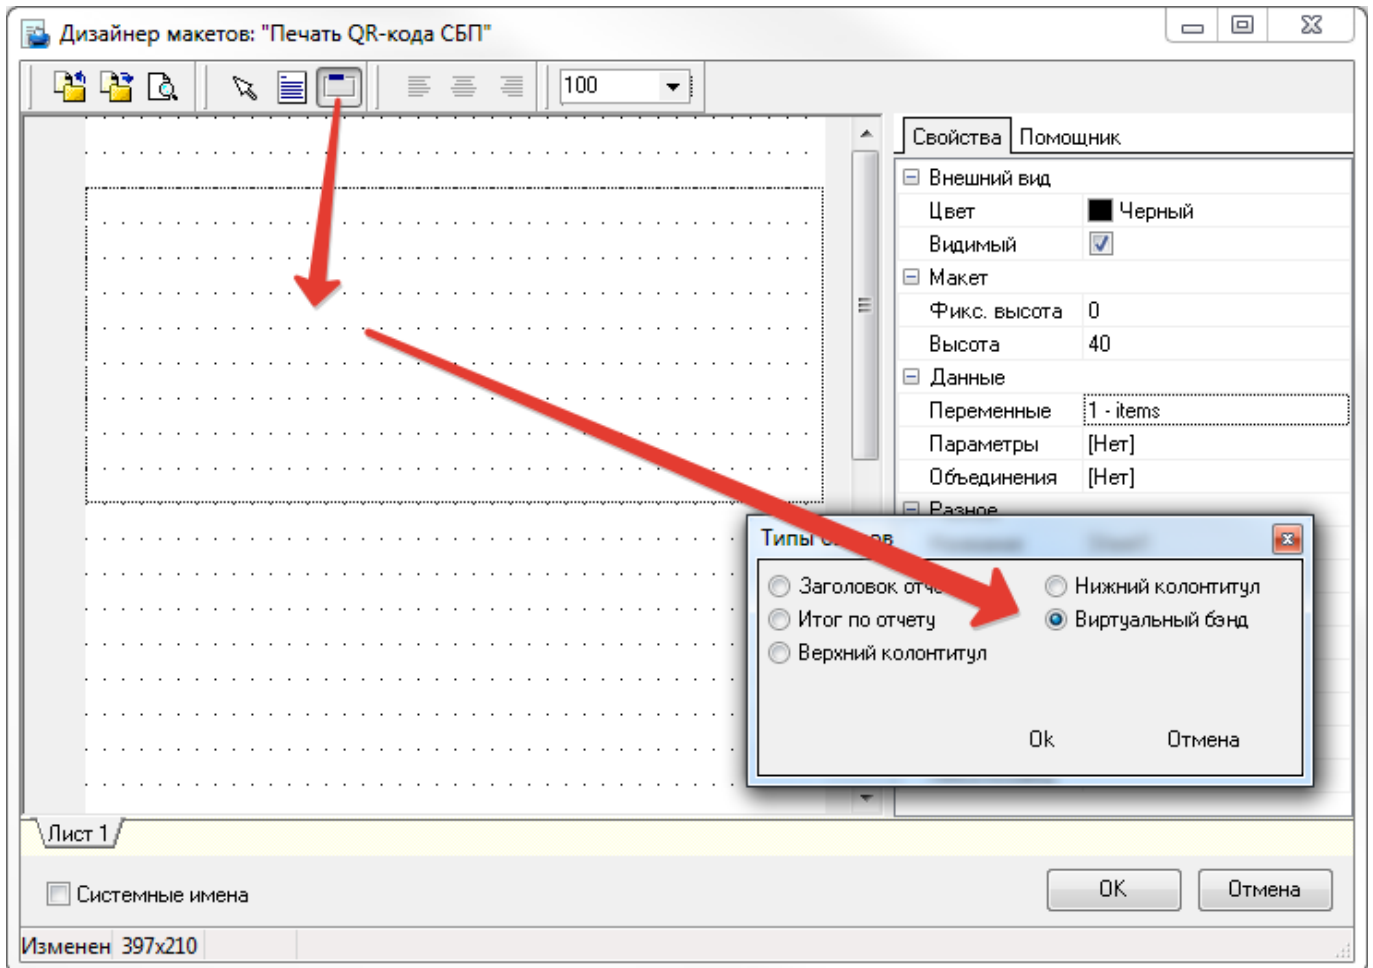 Дизайнер макетов: "Печать QR-кода СБП"
100
Свойства Помощник
Внешний вид
Цвет Черный
Видимый
Макет
Фикс. высота 0
Высота 40
Данные
Переменные 1 - items
Параметры [Нет]
Объединения [Нет]
Разное
Типы
Заголовок Нижний колонтитул
Итог по отчету Виртуальный бэнд
Верхний колонтитул
Ok Отмена
Лист 1
Системные имена OK Отмена
Изменен 397x210